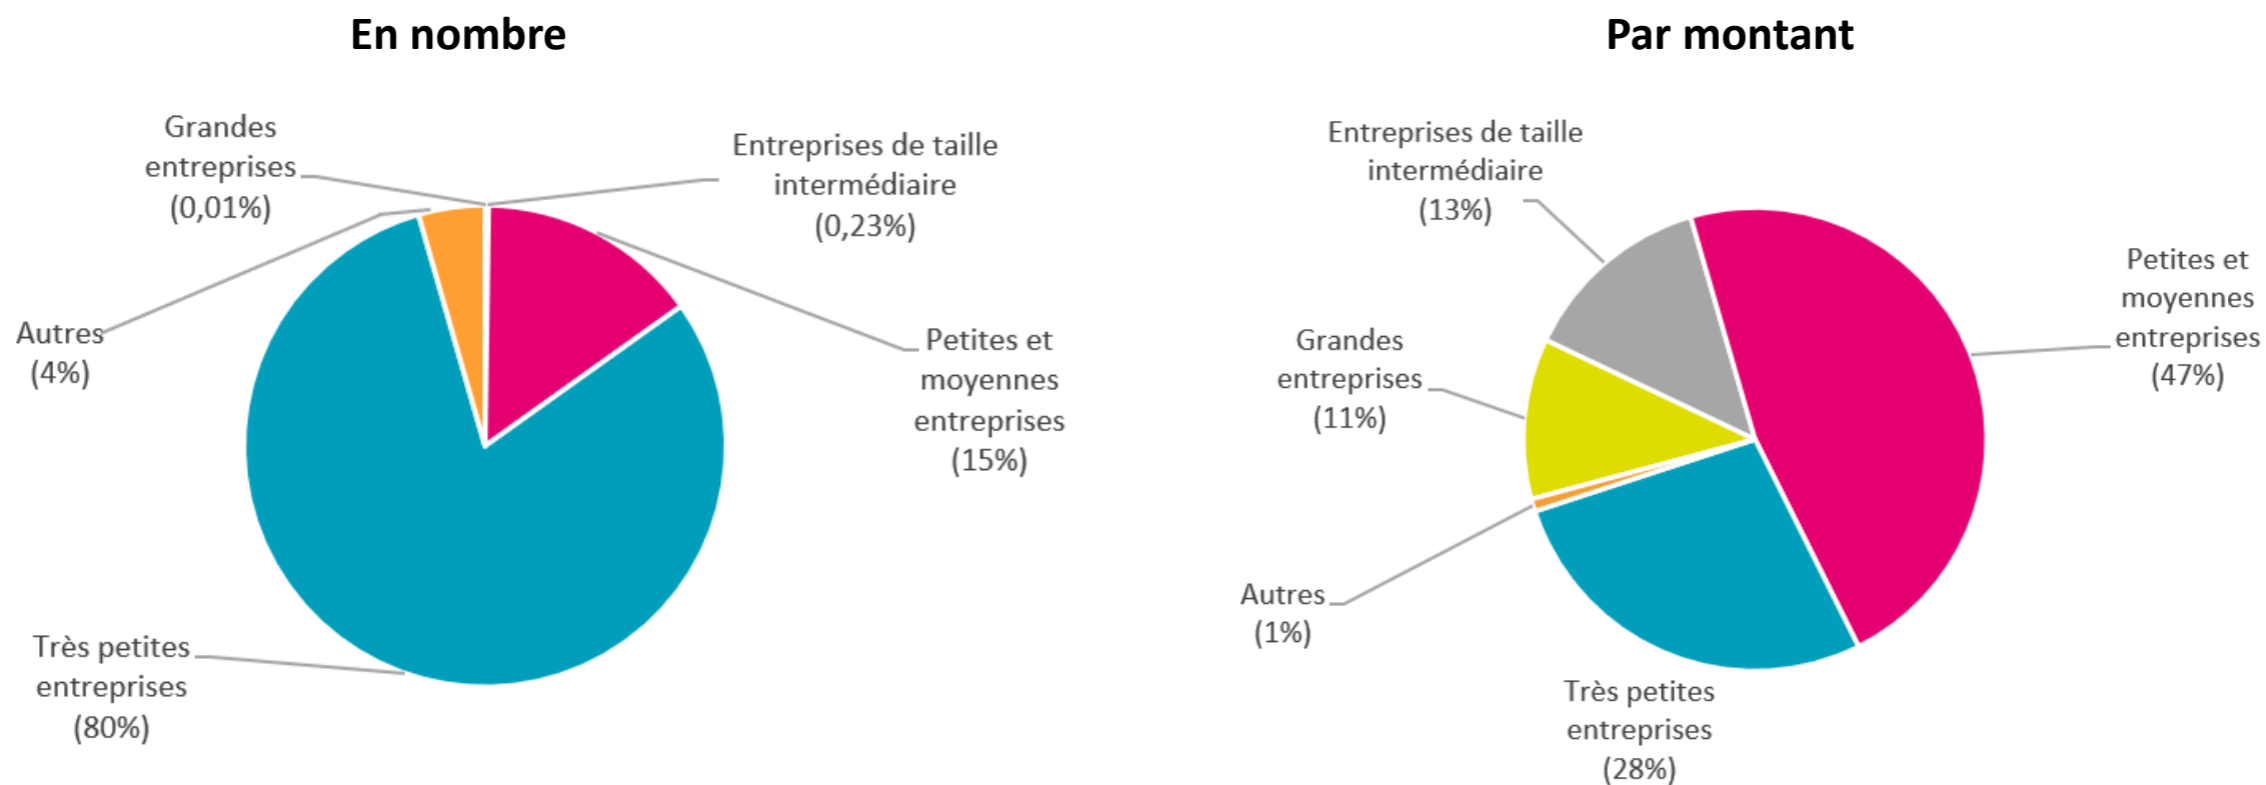 En nombre
Grandes
entreprises
(0,01%)
Entreprises de taille
intermédiaire
(0,23%)
Autres
(4%)
Petites et
moyennes
entreprises
(15%)
Très petites
entreprises
(80%)
Par montant
Entreprises de taille
intermédiaire
(13%)
Petites et
moyennes
entreprises
(47%)
Grandes
entreprises
(11%)
Autres
(1%)
Très petites
entreprises
(28%)